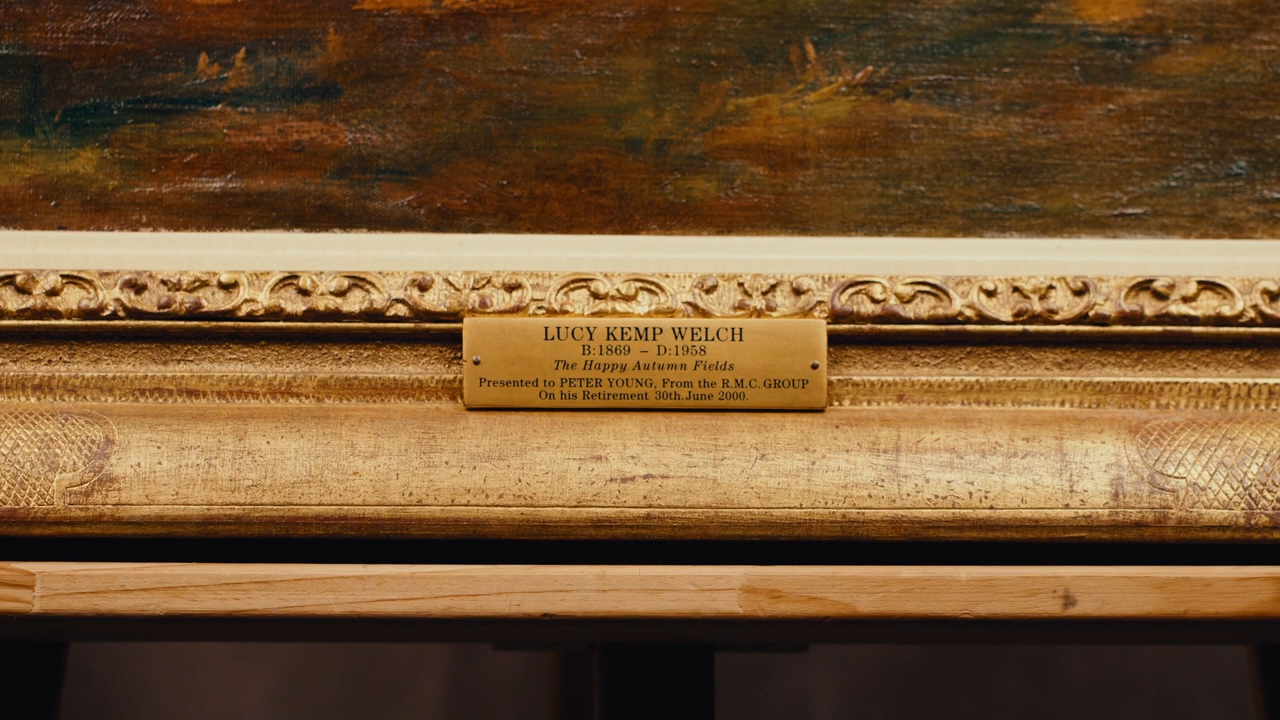 LUCY KEMP WELCH
B:1869 – D:1958
The Happy Autumn Fields
Presented to PETER YOUNG, From the R.M.C. GROUP
On his Retirement 30th.June 2000.